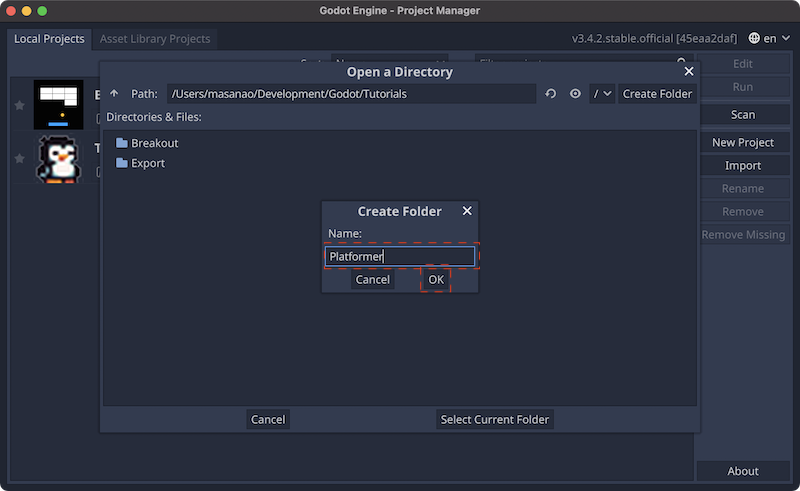 Godot Engine - Project Manager
Local Projects
Asset Library Projects
v3.4.2.stable.official [45eaa2daf]
en
Open a Directory
Path:
/Users/masanao/Development/Godot/Tutorials
/
Create Folder
Directories & Files:
Breakout
Export
Create Folder
Name:
Platformer
Cancel
OK
Cancel
Select Current Folder
Edit
Run
Scan
New Project
Import
Rename
Remove
Remove Missing
About